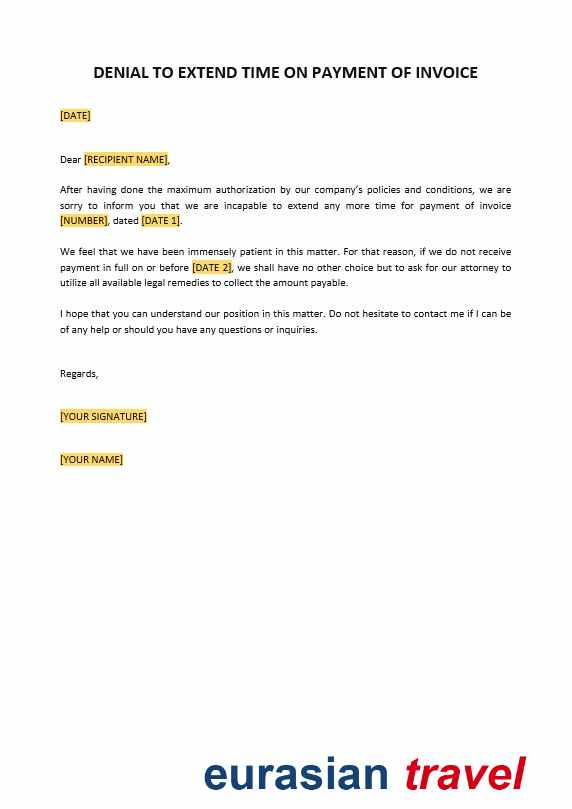 DENIAL TO EXTEND TIME ON PAYMENT OF INVOICE
[DATE]
Dear [RECIPIENT NAME],
After having done the maximum authorization by our company’s policies and conditions, we are
sorry to inform you that we are incapable to extend any more time for payment of invoice
[NUMBER], dated [DATE 1].
We feel that we have been immensely patient in this matter. For that reason, if we do not receive
payment in full on or before [DATE 2], we shall have no other choice but to ask for our attorney to
utilize all available legal remedies to collect the amount payable.
I hope that you can understand our position in this matter. Do not hesitate to contact me if I can be
of any help or should you have any questions or inquiries.
Regards,
[YOUR SIGNATURE]
[YOUR NAME]
eurasian travel